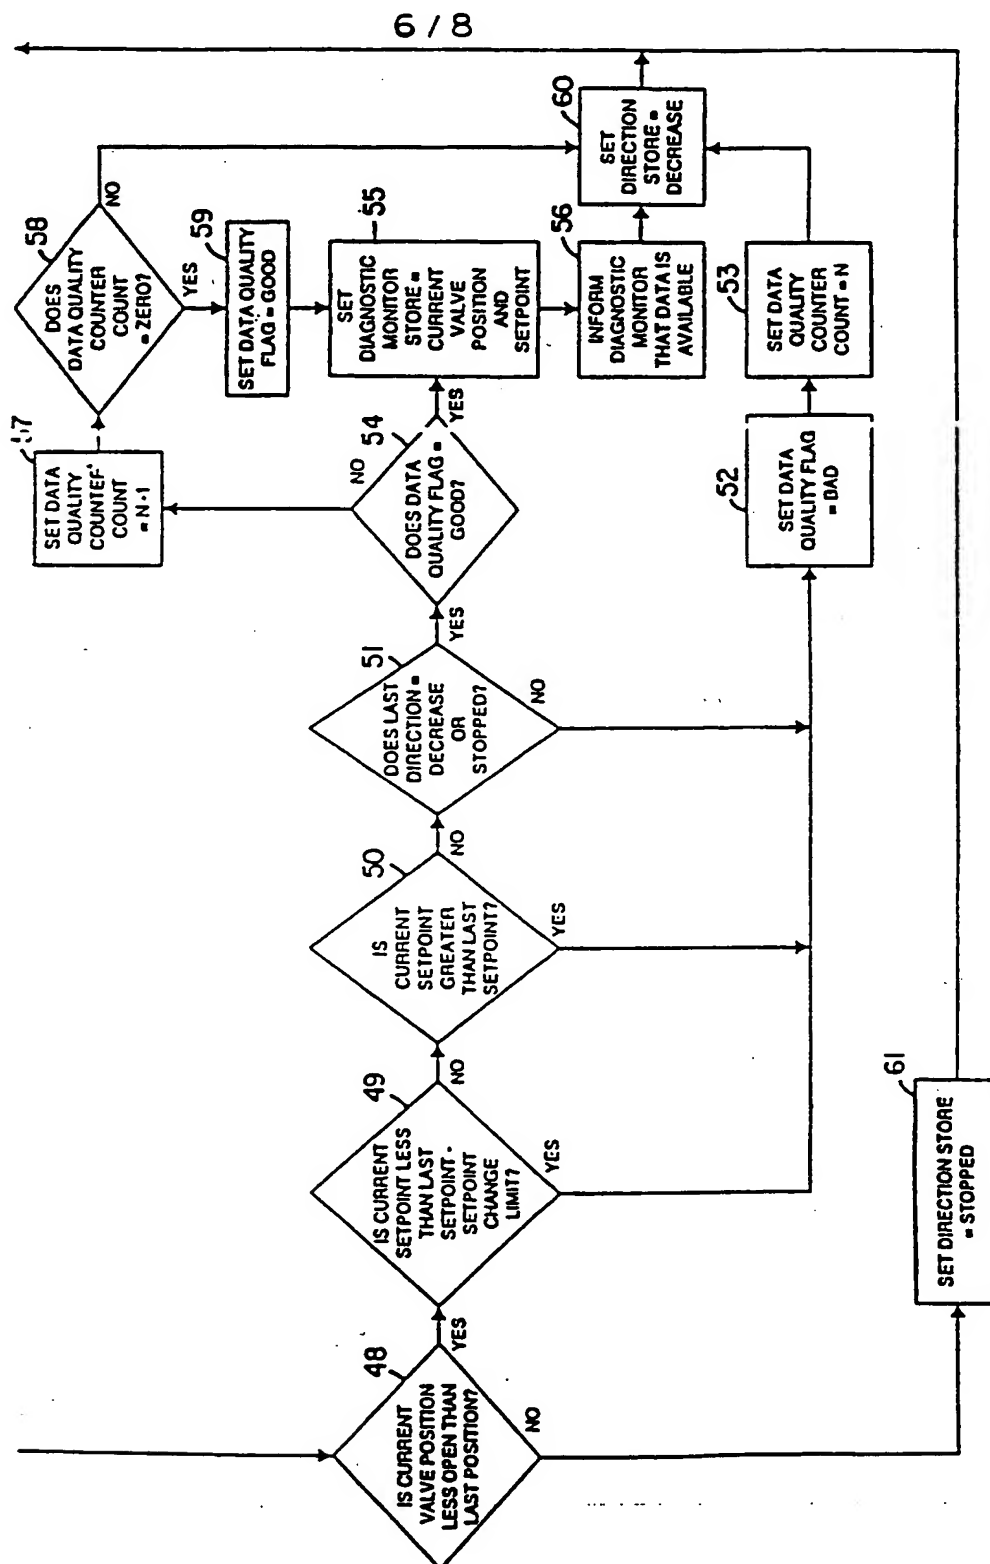 6 / 8
48
IS CURRENT
VALVE POSITION
LESS OPEN THAN
LAST POSITION?
YES
NO
49
IS CURRENT
SETPOINT LESS
THAN LAST
SETPOINT -
SETPOINT
CHANGE
LIMIT?
NO
YES
50
IS
CURRENT
SETPOINT
GREATER
THAN LAST
SETPOINT?
NO
YES
51
DOES LAST
DIRECTION =
DECREASE
OR
STOPPED?
YES
NO
54
DOES DATA
QUALITY FLAG =
GOOD?
NO
YES
57
SET DATA
QUALITY
COUNTER
COUNT
= N-1
58
DOES
DATA QUALITY
COUNTER
COUNT
= ZERO?
NO
YES
59
SET DATA QUALITY
FLAG = GOOD
55
SET
DIAGNOSTIC
MONITOR
STORE =
CURRENT
VALVE
POSITION
AND
SETPOINT
56
INFORM
DIAGNOSTIC
MONITOR
THAT DATA IS
AVAILABLE
52
SET DATA
QUALITY FLAG
= BAD
53
SET DATA
QUALITY
COUNTER
COUNT = N
60
SET
DIRECTION
STORE =
DECREASE
61
SET DIRECTION STORE
= STOPPED